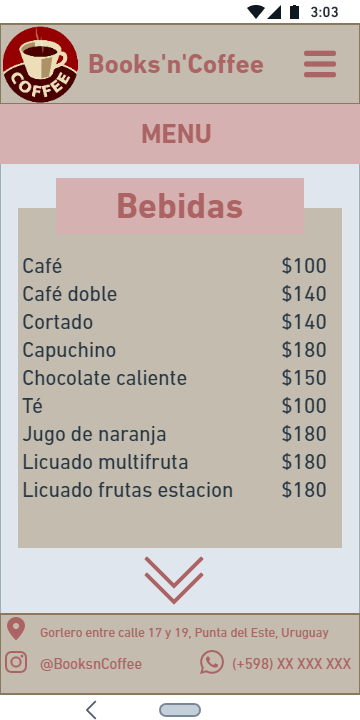 3:03
COFFEE
Books'n'Coffee
MENU
Bebidas
Café $100
Café doble $140
Cortado $140
Capuchino $180
Chocolate caliente $150
Té $100
Jugo de naranja $180
Licuado multifruta $180
Licuado frutas estacion $180
Gorlero entre calle 17 y 19, Punta del Este, Uruguay
@BooksnCoffee (+598) XX XXX XXX